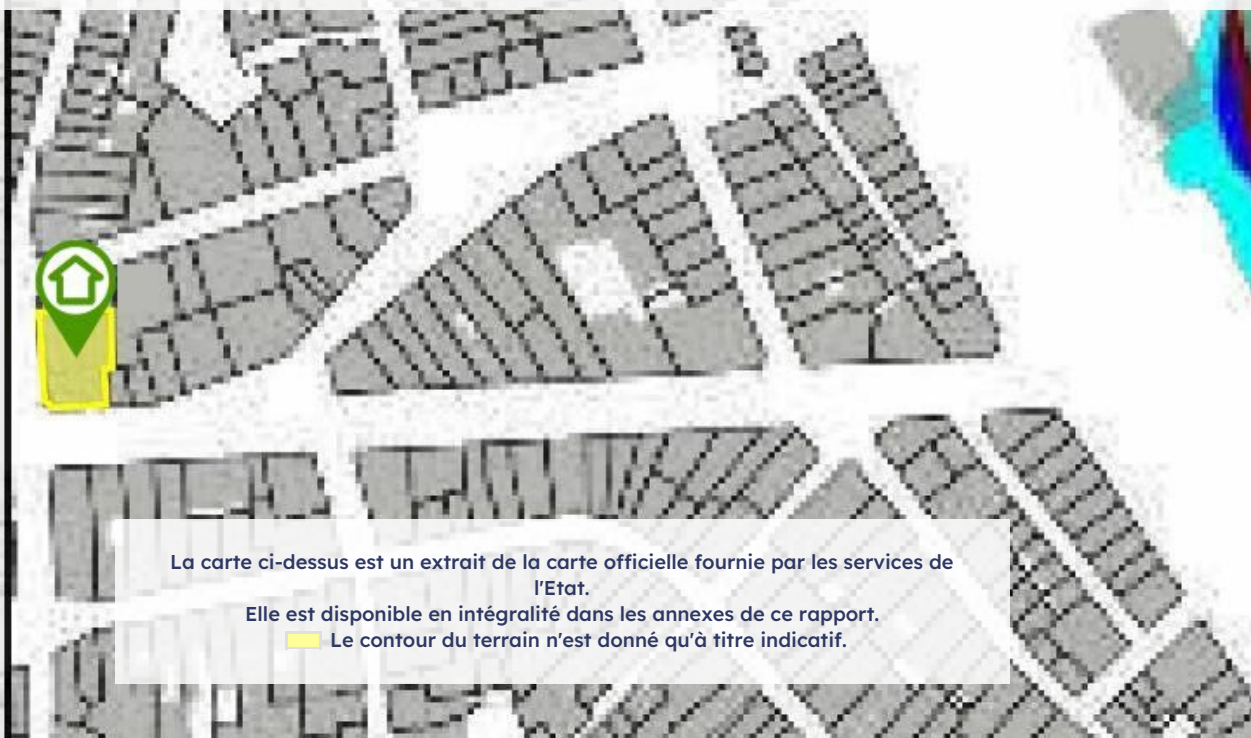 La carte ci-dessus est un extrait de la carte officielle fournie par les services de
l'Etat.
Elle est disponible en intégralité dans les annexes de ce rapport.
Le contour du terrain n'est donné qu'à titre indicatif.